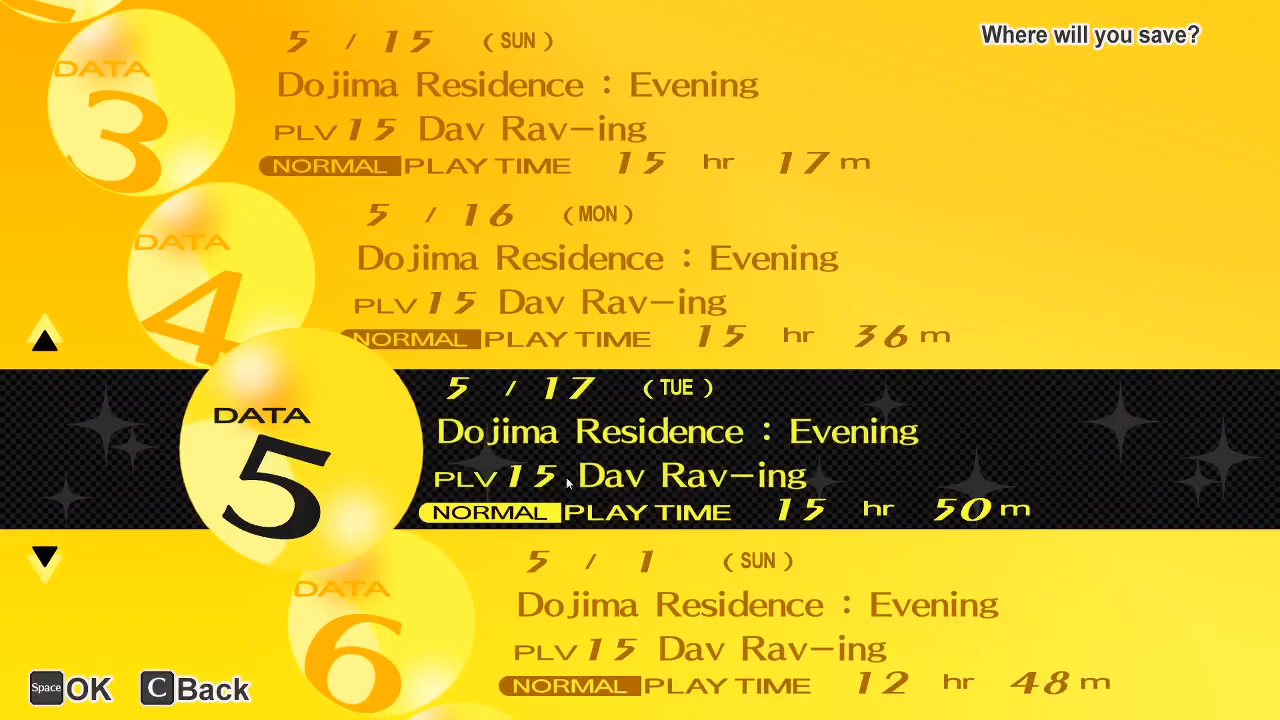 Where will you save?
DATA
3
5 / 15 (SUN)
Dojima Residence : Evening
PLV 15 Dav Rav-ing
NORMAL PLAY TIME 15 hr 17 m
DATA
4
5 / 16 (MON)
Dojima Residence : Evening
PLV 15 Dav Rav-ing
NORMAL PLAY TIME 15 hr 36 m
DATA
5
5 / 17 (TUE)
Dojima Residence : Evening
PLV 15 Dav Rav-ing
NORMAL PLAY TIME 15 hr 50 m
DATA
6
5 / 1 (SUN)
Dojima Residence : Evening
PLV 15 Dav Rav-ing
NORMAL PLAY TIME 12 hr 48 m
Space OK C Back